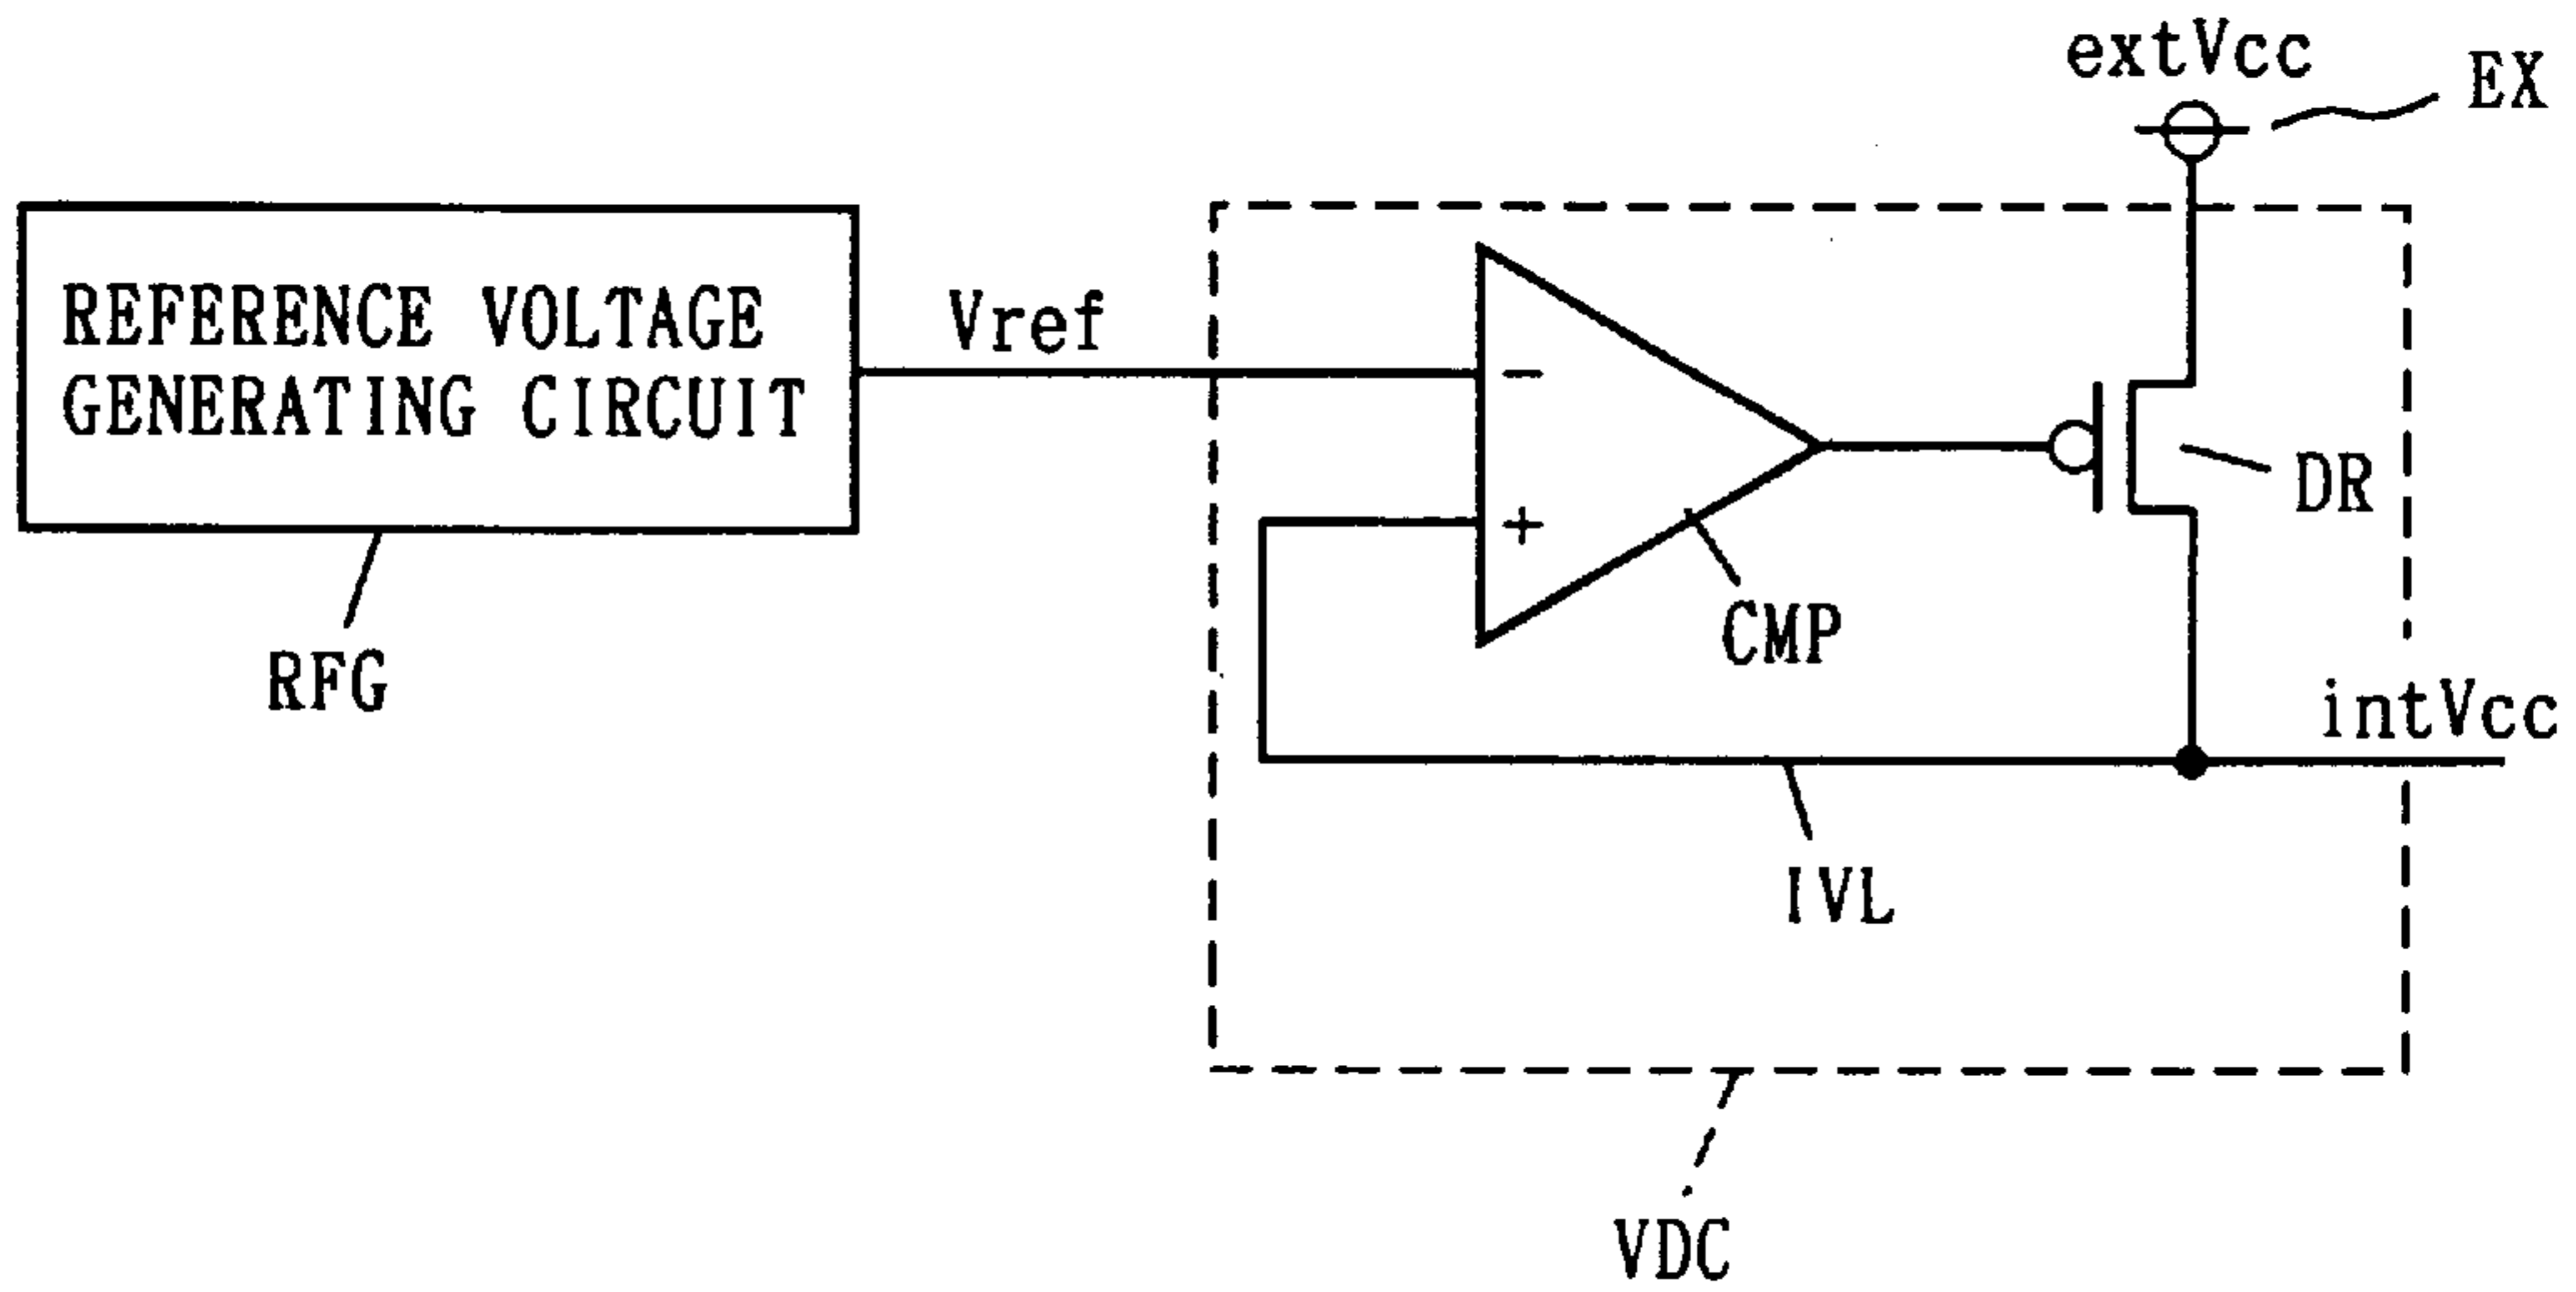 extVcc
EX
REFERENCE VOLTAGE
GENERATING CIRCUIT
Vref
−
+
DR
CMP
RFG
intVcc
IVL
VDC